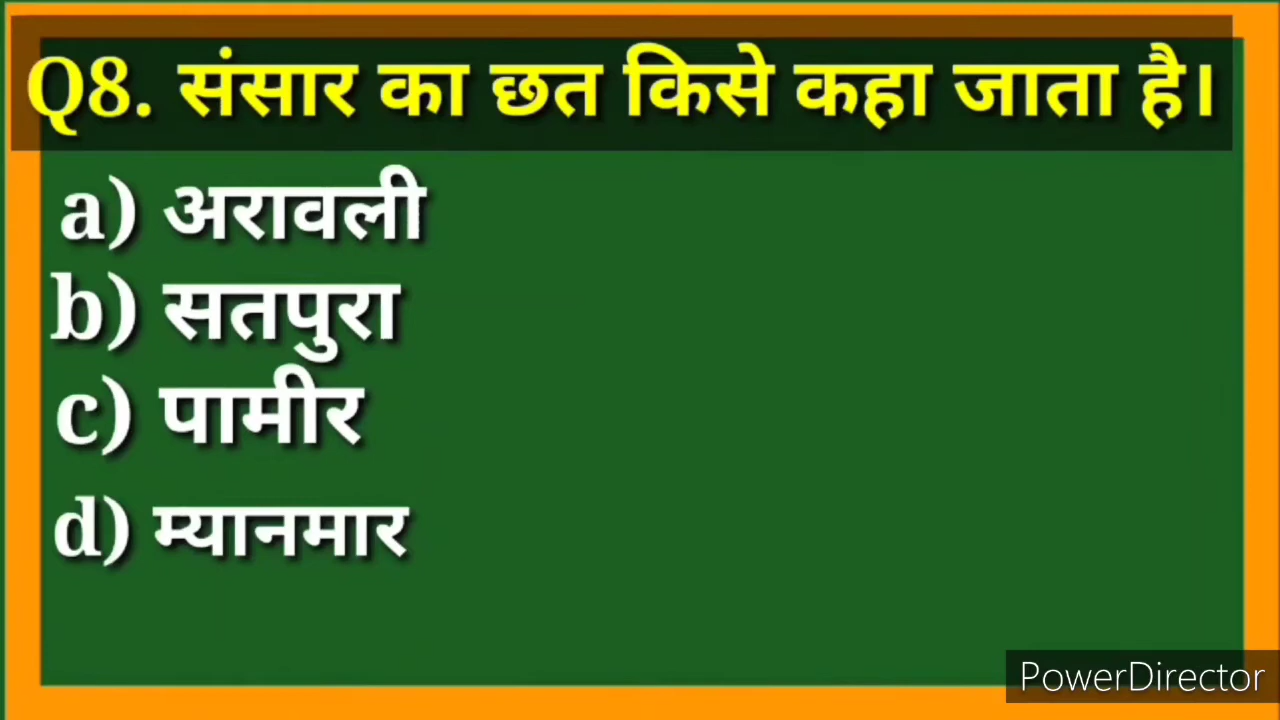 Q8. संसार का छत किसे कहा जाता है।
a) अरावली
b) सतपुरा
c) पामीर
d) म्यानमार
PowerDirector